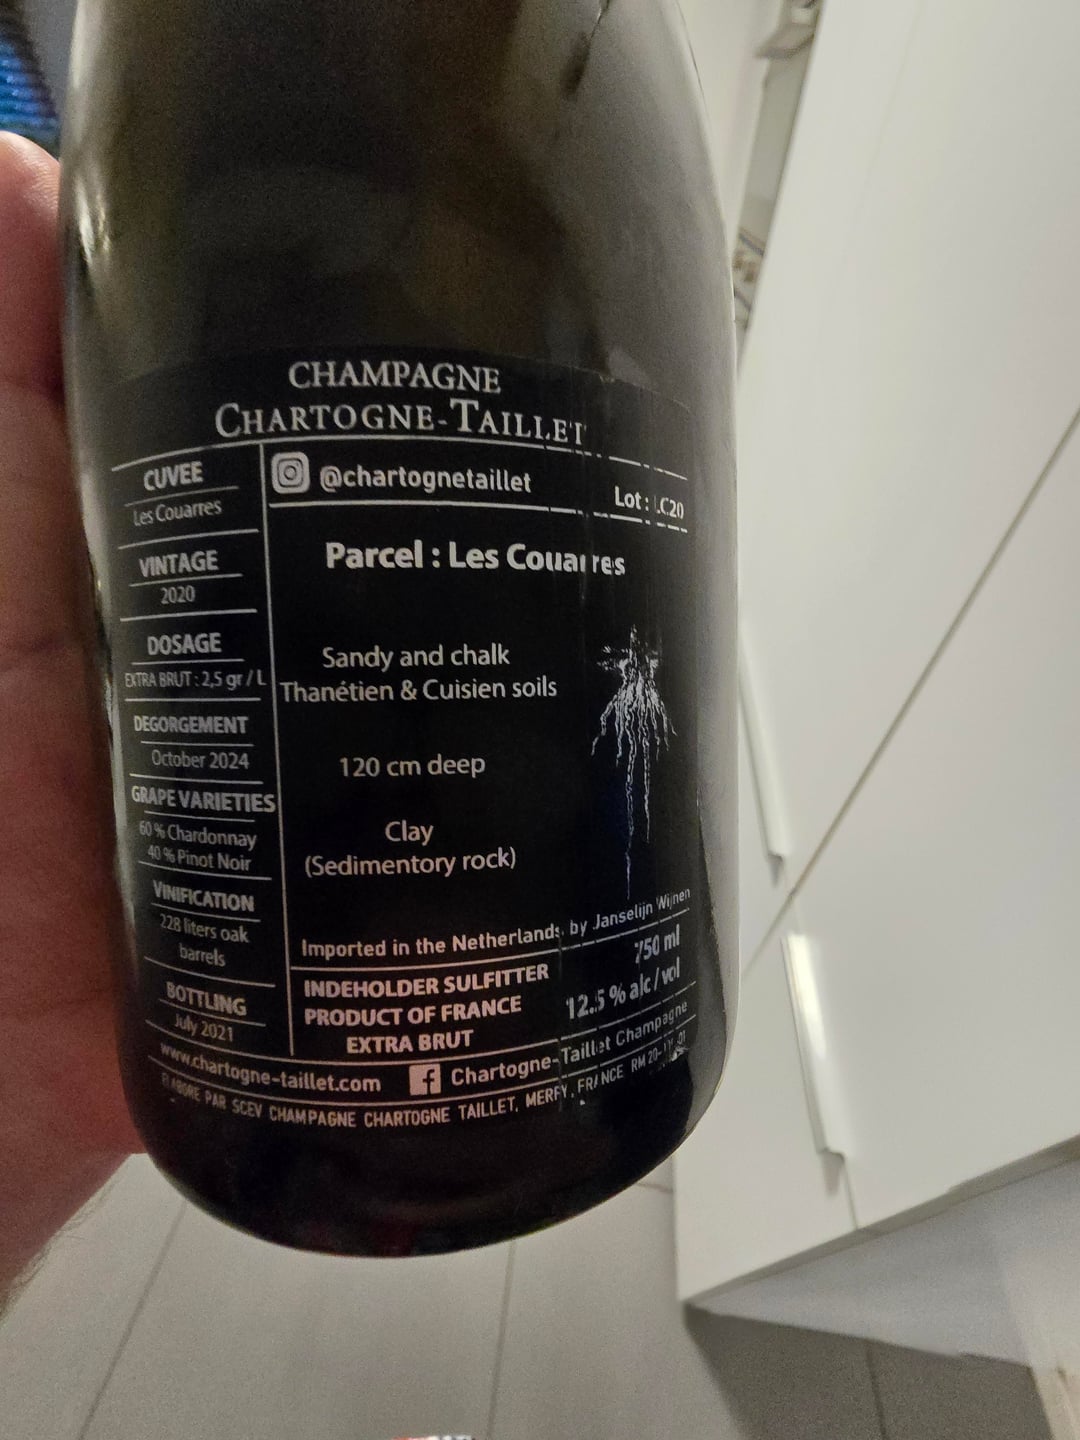 CHAMPAGNE
CHARTOGNE-TAILLET
CUVEE
Les Couarres
VINTAGE
2020
DOSAGE
EXTRA BRUT : 2,5 gr / L
DEGORGEMENT
October 2024
GRAPE VARIETIES
60 % Chardonnay
40 % Pinot Noir
VINIFICATION
228 liters oak
barrels
BOTTLING
July 2021
@chartognetaillet
Lot : LC20
Parcel : Les Couarres
Sandy and chalk
Thanétien & Cuisien soils
120 cm deep
Clay
(Sedimentory rock)
Imported in the Netherlands by Janselijn Wijnen
INDEHOLDER SULFITTER
PRODUCT OF FRANCE
EXTRA BRUT
750 ml
12.5 % alc / vol
www.chartogne-taillet.com
Chartogne-Taillet Champagne
ELABORE PAR SCEV CHAMPAGNE CHARTOGNE TAILLET, MERFY, FRANCE RM